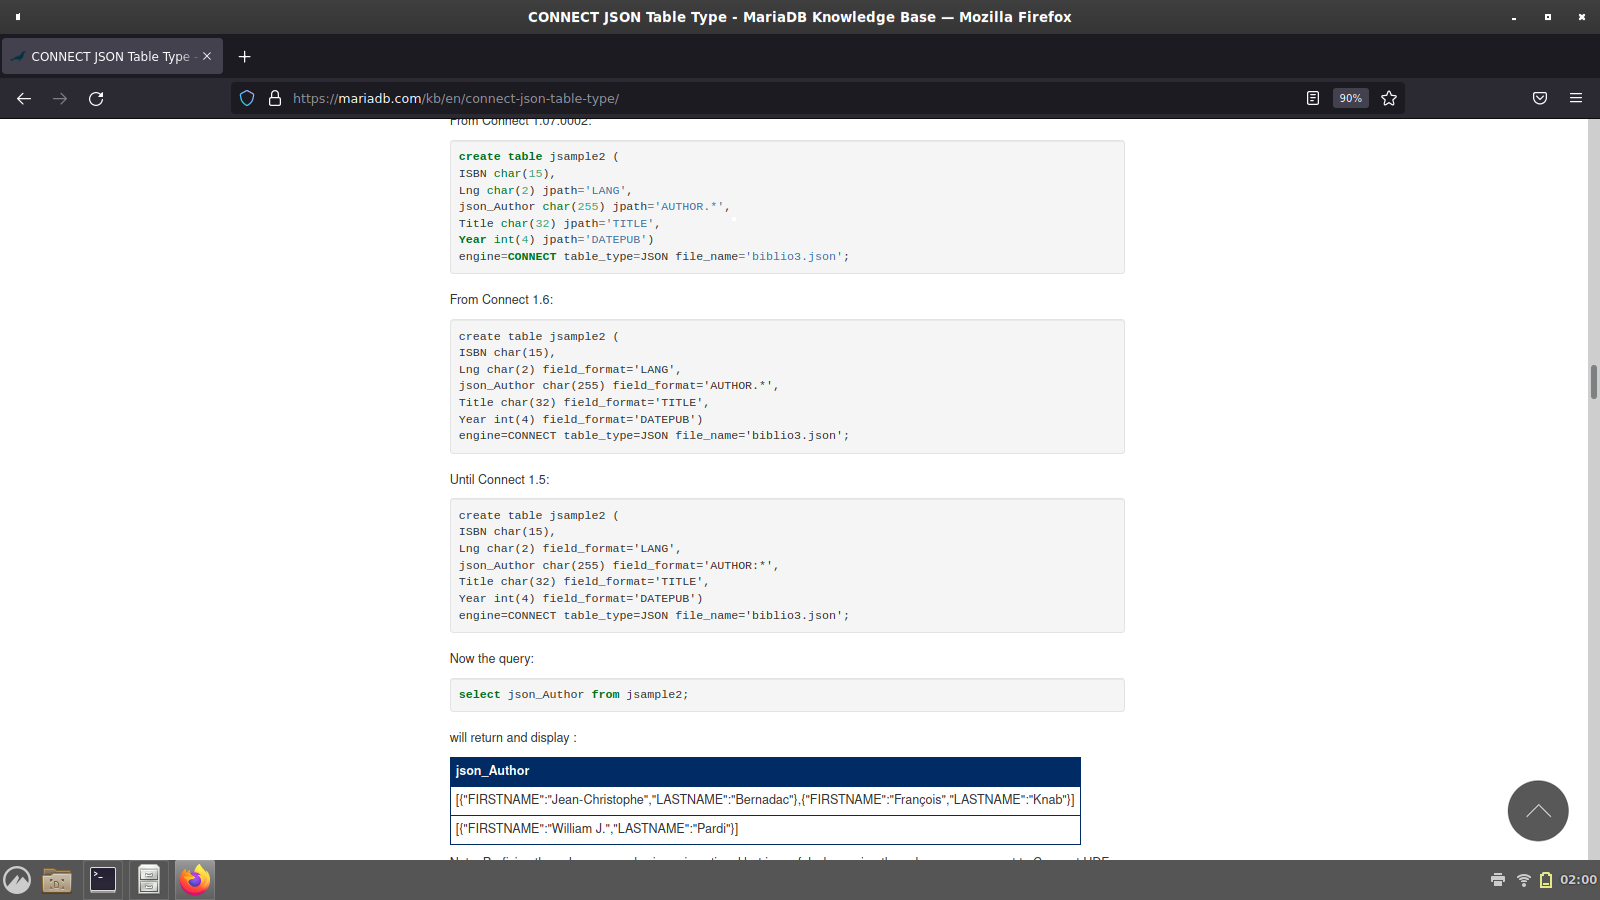 CONNECT JSON Table Type - MariaDB Knowledge Base — Mozilla Firefox
CONNECT JSON Table Type -
https://mariadb.com/kb/en/connect-json-table-type/
90%
From Connect 1.07.0002:
create table jsample2 (
ISBN char(15),
Lng char(2) jpath='LANG',
json_Author char(255) jpath='AUTHOR.*',
Title char(32) jpath='TITLE',
Year int(4) jpath='DATEPUB')
engine=CONNECT table_type=JSON file_name='biblio3.json';
From Connect 1.6:
create table jsample2 (
ISBN char(15),
Lng char(2) field_format='LANG',
json_Author char(255) field_format='AUTHOR.*',
Title char(32) field_format='TITLE',
Year int(4) field_format='DATEPUB')
engine=CONNECT table_type=JSON file_name='biblio3.json';
Until Connect 1.5:
create table jsample2 (
ISBN char(15),
Lng char(2) field_format='LANG',
json_Author char(255) field_format='AUTHOR:*',
Title char(32) field_format='TITLE',
Year int(4) field_format='DATEPUB')
engine=CONNECT table_type=JSON file_name='biblio3.json';
Now the query:
select json_Author from jsample2;
will return and display :
json_Author
[{"FIRSTNAME":"Jean-Christophe","LASTNAME":"Bernadac"},{"FIRSTNAME":"François","LASTNAME":"Knab"}]
[{"FIRSTNAME":"William J.","LASTNAME":"Pardi"}]
02:00